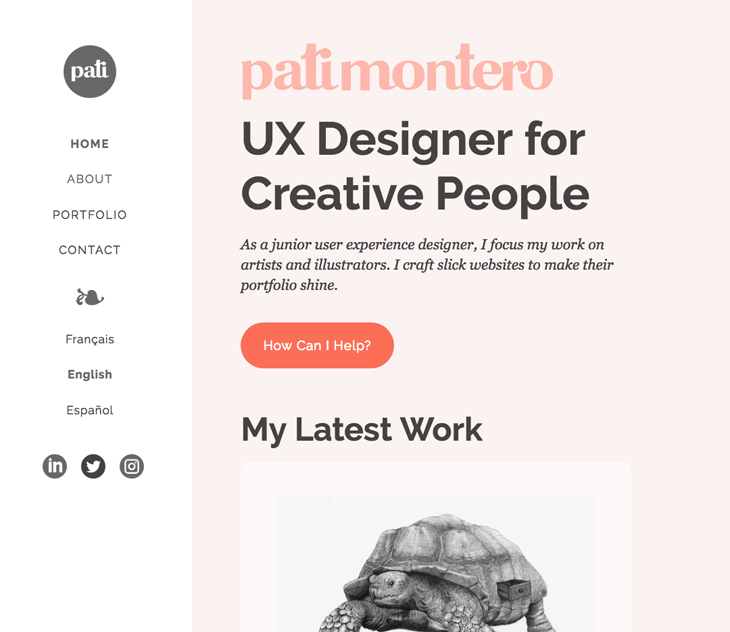 pati
HOME
ABOUT
PORTFOLIO
CONTACT
Français
English
Español
in
patimontero
UX Designer for
Creative People
As a junior user experience designer, I focus my work on
artists and illustrators. I craft slick websites to make their
portfolio shine.
How Can I Help?
My Latest Work